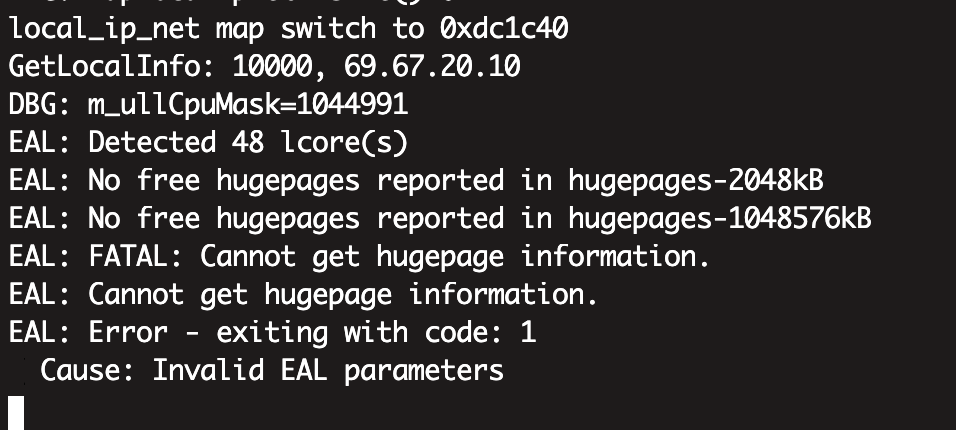 local_ip_net map switch to 0xdc1c40
GetLocalInfo: 10000, 69.67.20.10
DBG: m_ullCpuMask=1044991
EAL: Detected 48 lcore(s)
EAL: No free hugepages reported in hugepages-2048kB
EAL: No free hugepages reported in hugepages-1048576kB
EAL: FATAL: Cannot get hugepage information.
EAL: Cannot get hugepage information.
EAL: Error - exiting with code: 1
Cause: Invalid EAL parameters